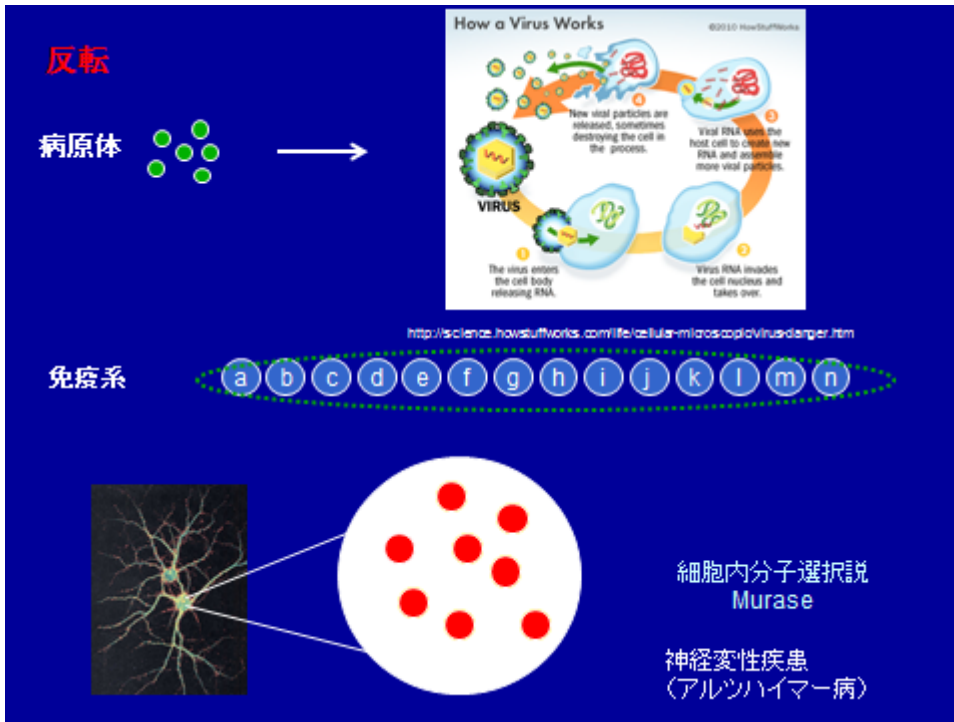 反転
How a Virus Works
©2010 HowStuffWorks
病原体
4
New viral particles are
released, sometimes
destroying the cell in
the process.
3
Viral RNA uses the
host cell to create new
RNA and assemble
more viral particles.
VIRUS
1
The virus enters
the cell body
releasing RNA.
2
Virus RNA invades
the cell nucleus and
takes over.
http://science.howstuffworks.com/life/cellular-microscopic/virus-danger.htm
免疫系
a b c d e f g h i j k l m n
細胞内分子選択説
Murase
神経変性疾患
（アルツハイマー病）